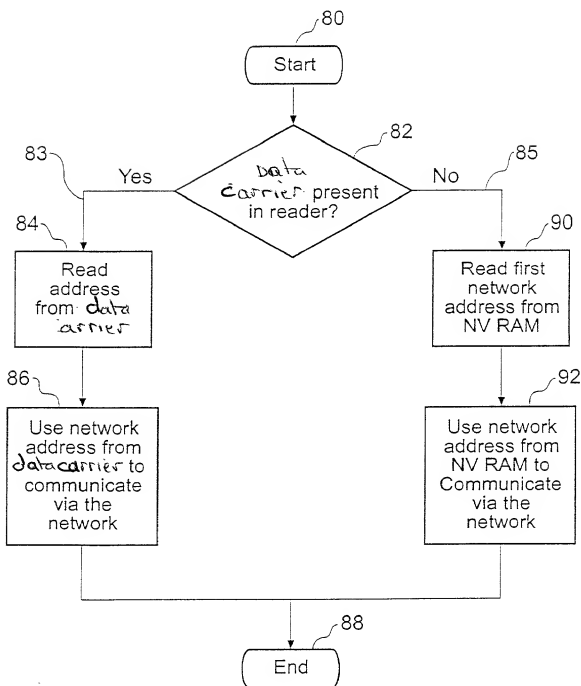 80
Start
82
Data
carrier present
in reader?
83
Yes
No
85
84
Read
address
from data
carrier
90
Read first
network
address from
NV RAM
86
Use network
address from
datacarrier to
communicate
via the
network
92
Use network
address from
NV RAM to
Communicate
via the
network
88
End